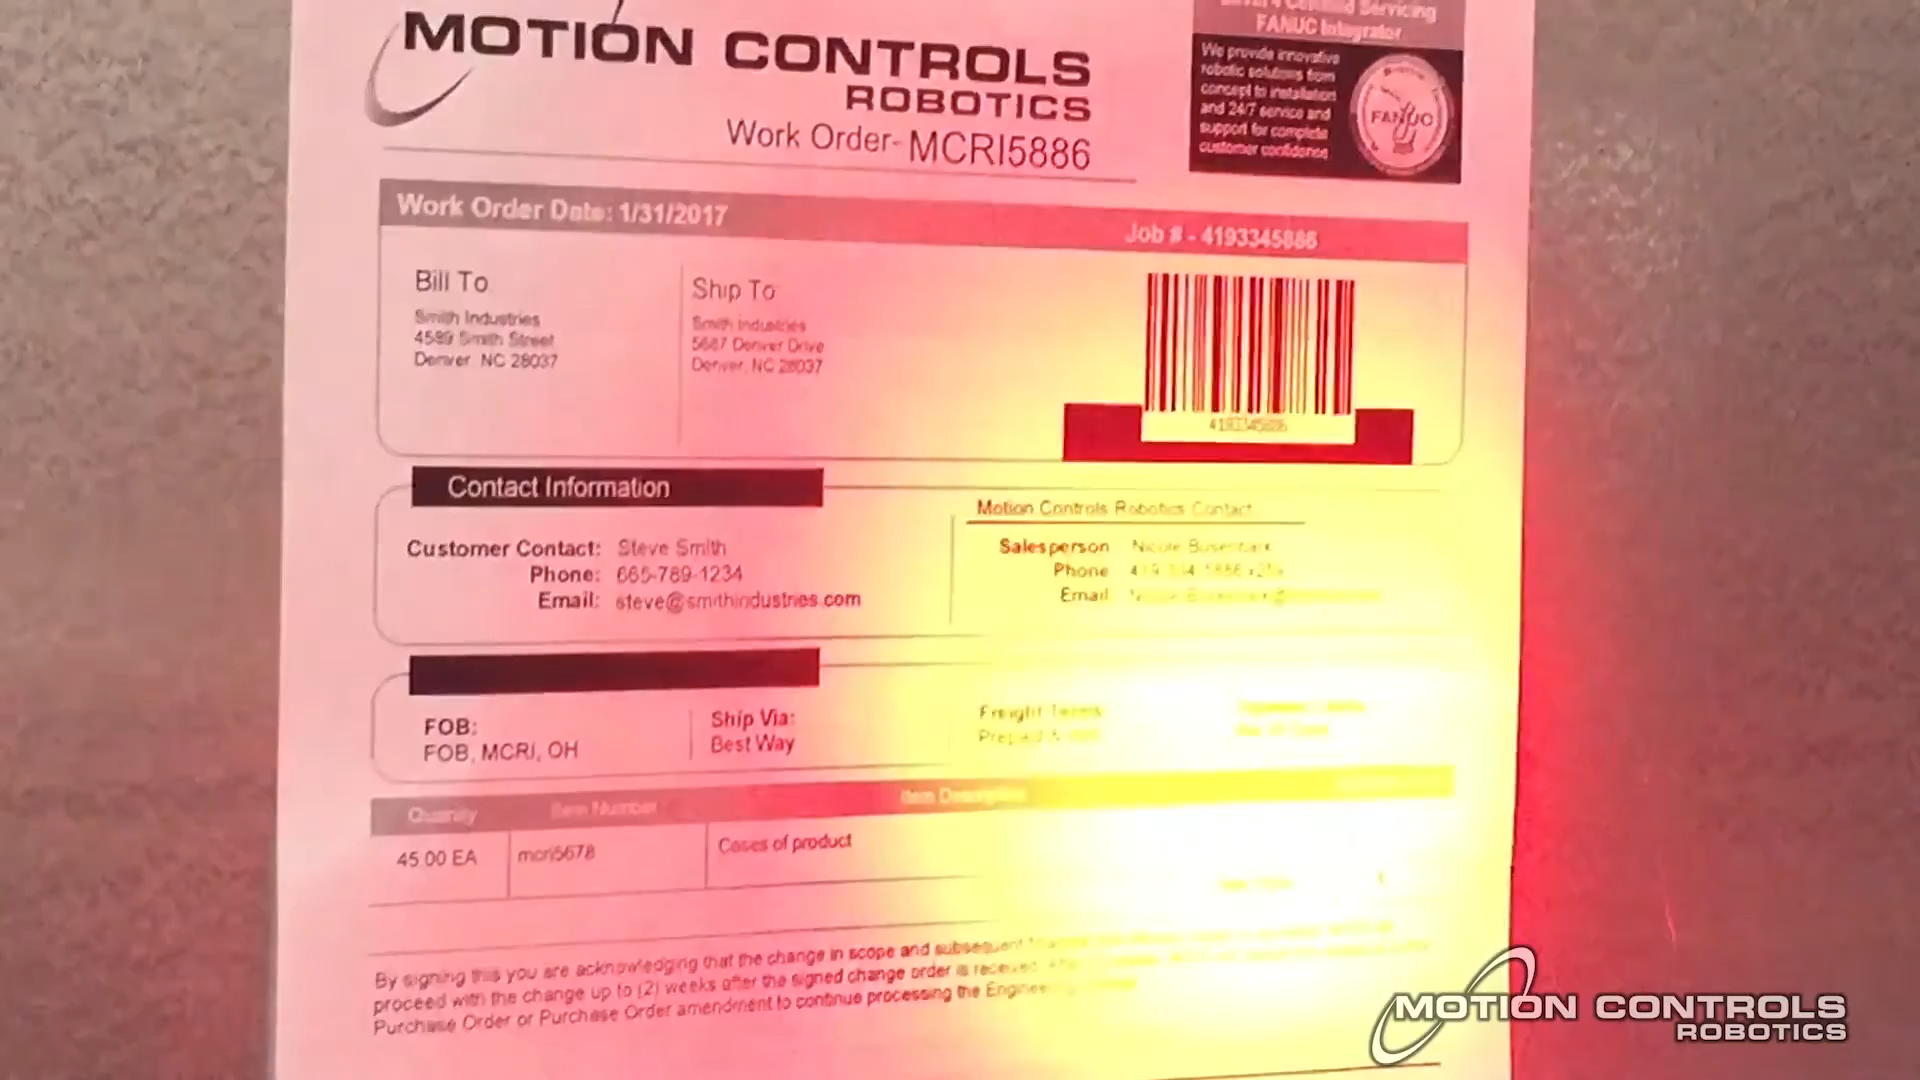 MOTION CONTROLS
ROBOTICS
Work Order- MCRI5886
Servicing
FANUC Integrator
We provide innovative
robotic solutions from
concept to installation
and 24/7 service and
support for complete
customer confidence
FANUC
Work Order Date: 1/31/2017
Job # - 4193345886
Bill To
Smith Industries
4589 Smith Street
Denver, NC 28037
Ship To
Smith Industries
5687 Denver Drive
Denver, NC 28037
4193345886
Contact Information
Customer Contact: Steve Smith
Phone: 665-789-1234
Email: steve@smithindustries.com
Motion Controls Robotics Contact
Salesperson
Phone
Email
FOB:
FOB, MCRI, OH
Ship Via:
Best Way
Freight Terms
Prepaid &
Quantity Item Number Item Description
45.00 EA mcri5678 Cases of product
By signing this you are acknowledging that the change in scope and subsequent
proceed with the change up to (2) weeks after the signed change order is received.
Purchase Order or Purchase Order amendment to continue processing the
MOTION CONTROLS
ROBOTICS